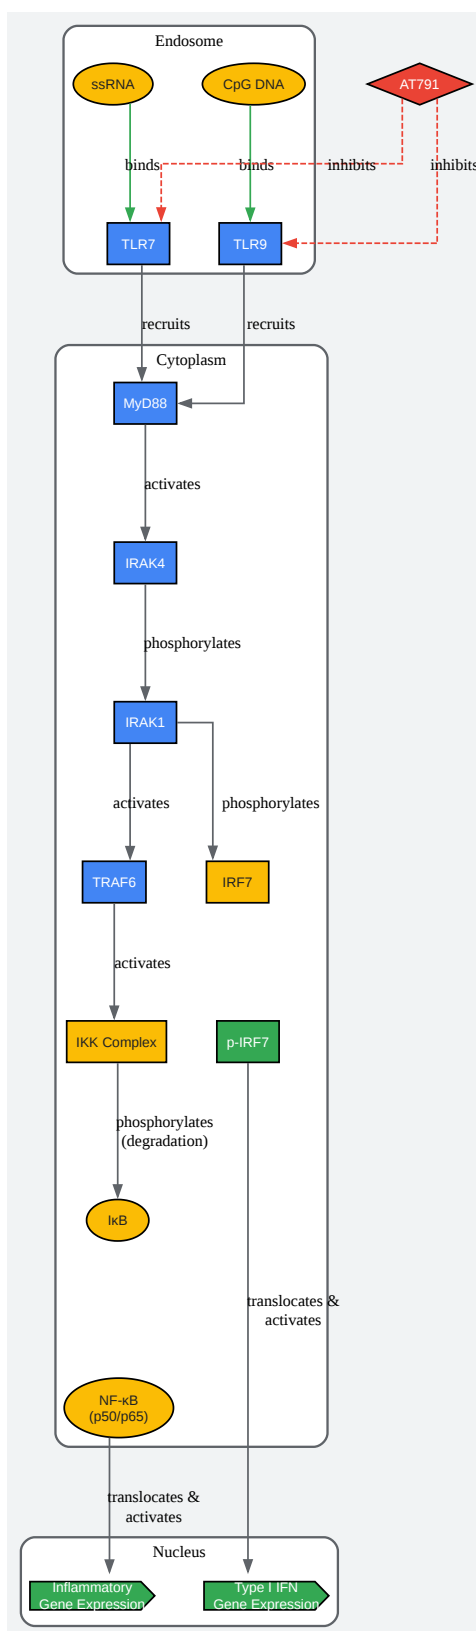 Endosome
ssRNA
CpG DNA
AT791
binds
binds
inhibits
inhibits
TLR7
TLR9
recruits
recruits
Cytoplasm
MyD88
activates
IRAK4
phosphorylates
IRAK1
activates
phosphorylates
TRAF6
IRF7
activates
IKK Complex
p-IRF7
phosphorylates
(degradation)
IκB
translocates &
activates
NF-κB
(p50/p65)
translocates &
activates
Nucleus
Inflammatory
Gene Expression
Type I IFN
Gene Expression